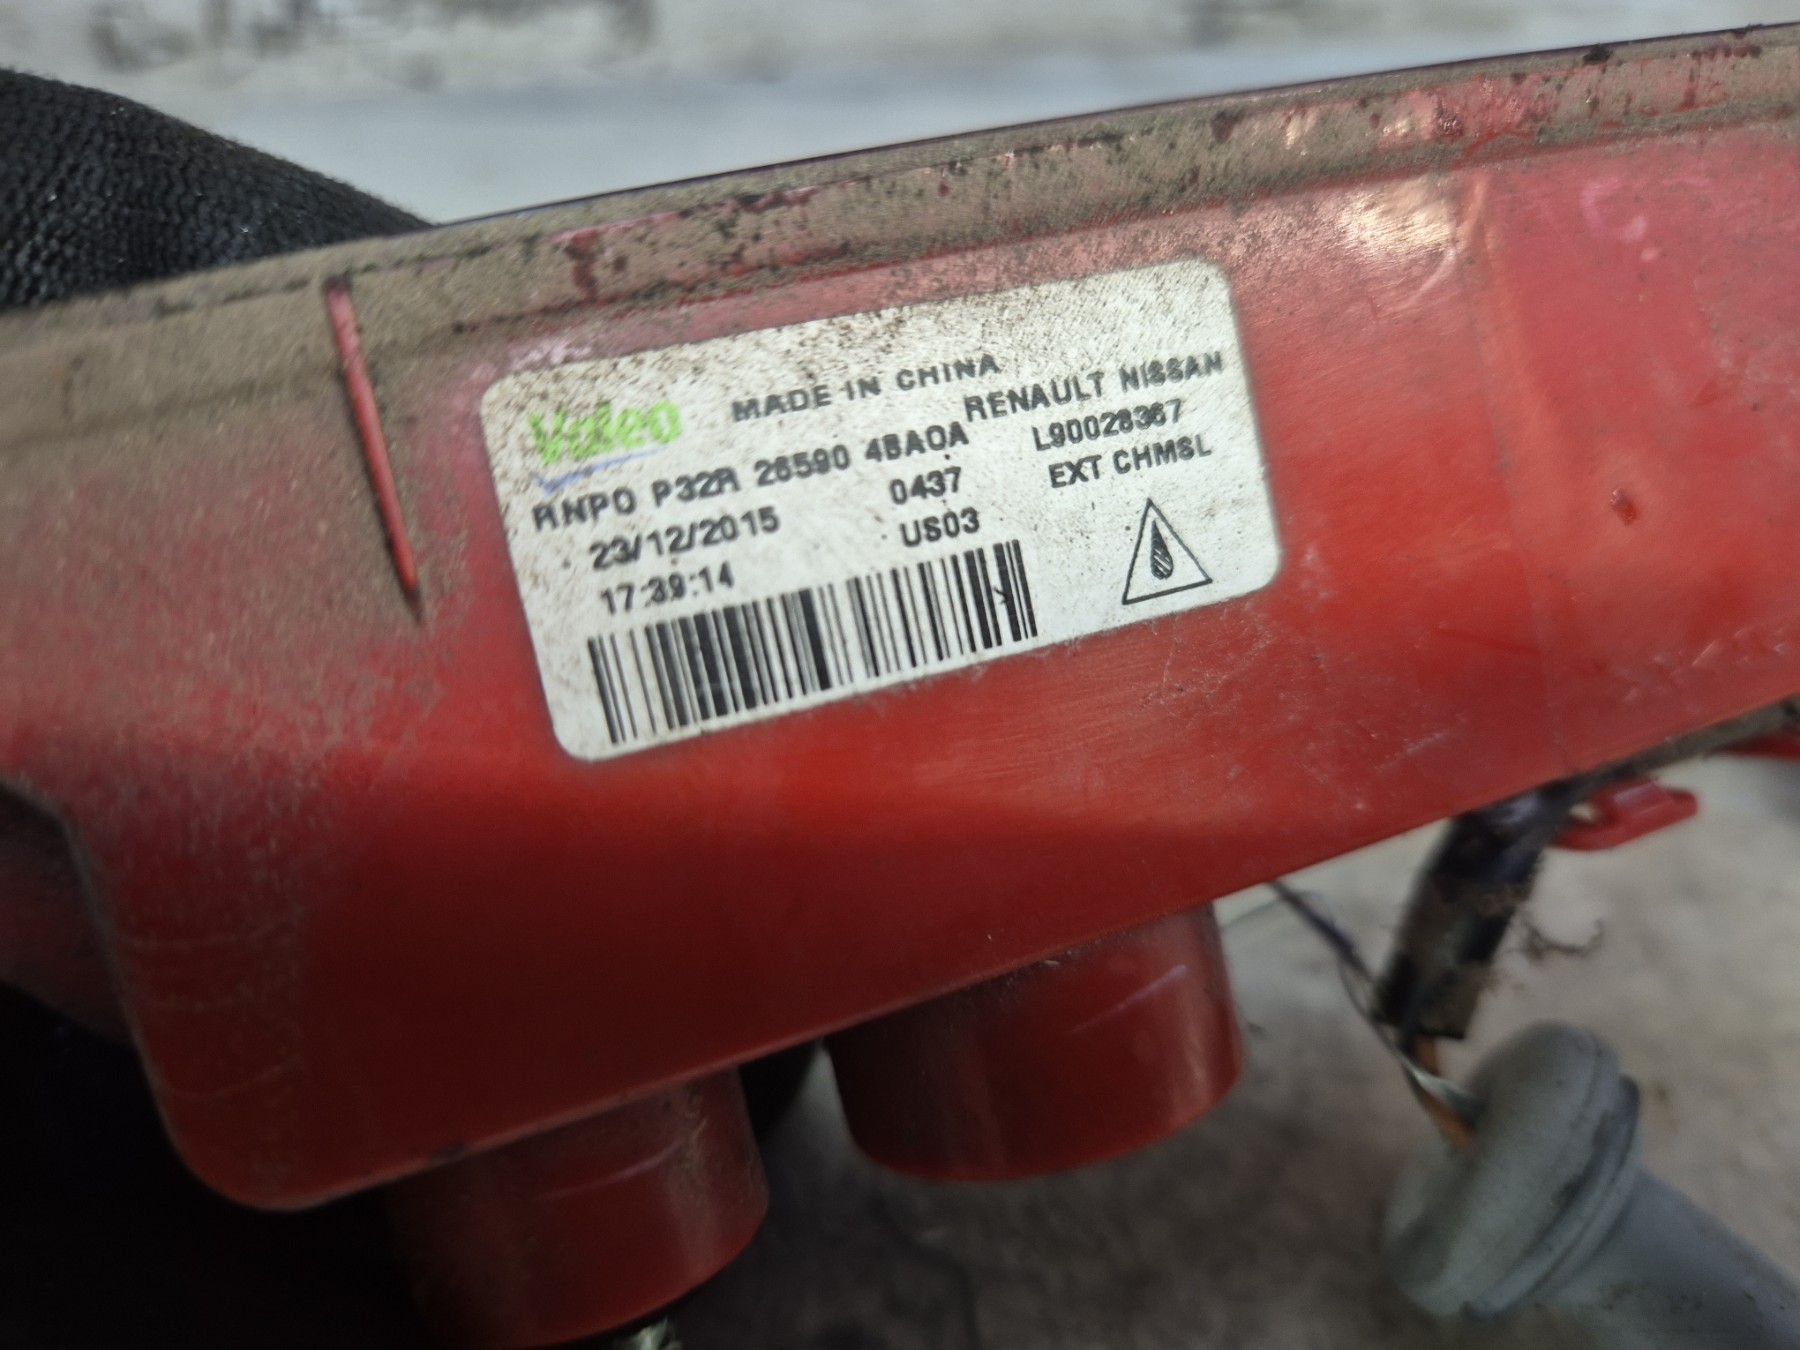 Valeo MADE IN CHINA
RENAULT NISSAN
RNPO P32R 26590 4BA0A L90028367
23/12/2015 0437 EXT CHMSL
17:39:14 US03